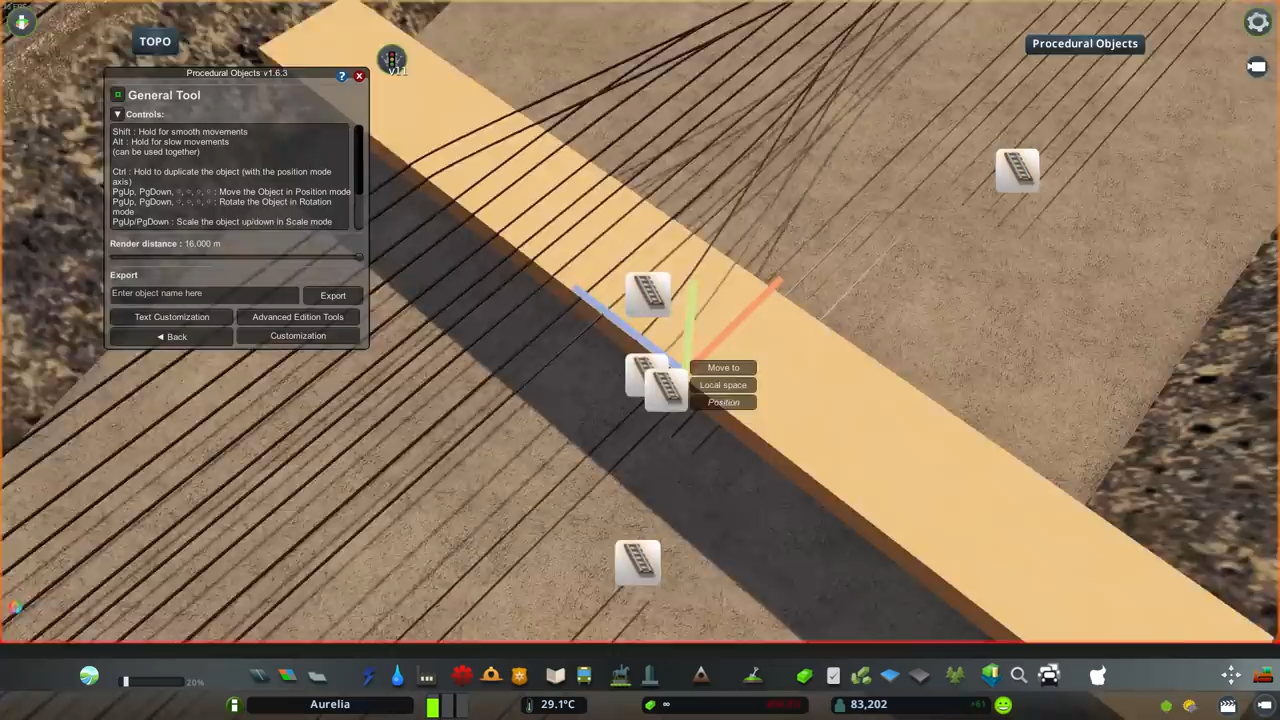 TOPO
Procedural Objects
v11
Procedural Objects v1.6.3
?
General Tool
Controls:
Shift : Hold for smooth movements
Alt : Hold for slow movements
(can be used together)
Ctrl : Hold to duplicate the object (with the position mode
axis)
PgUp, PgDown, ◦, ◦, ◦, ◦ : Move the Object in Position mode
PgUp, PgDown, ◦, ◦, ◦, ◦ : Rotate the Object in Rotation
mode
PgUp/PgDown : Scale the object up/down in Scale mode
Render distance : 16.000 m
Export
Enter object name here
Export
Text Customization
Advanced Edition Tools
◄ Back
Customization
Move to
Local space
Position
20%
Aurelia
29.1°C
∞
83,202
+61